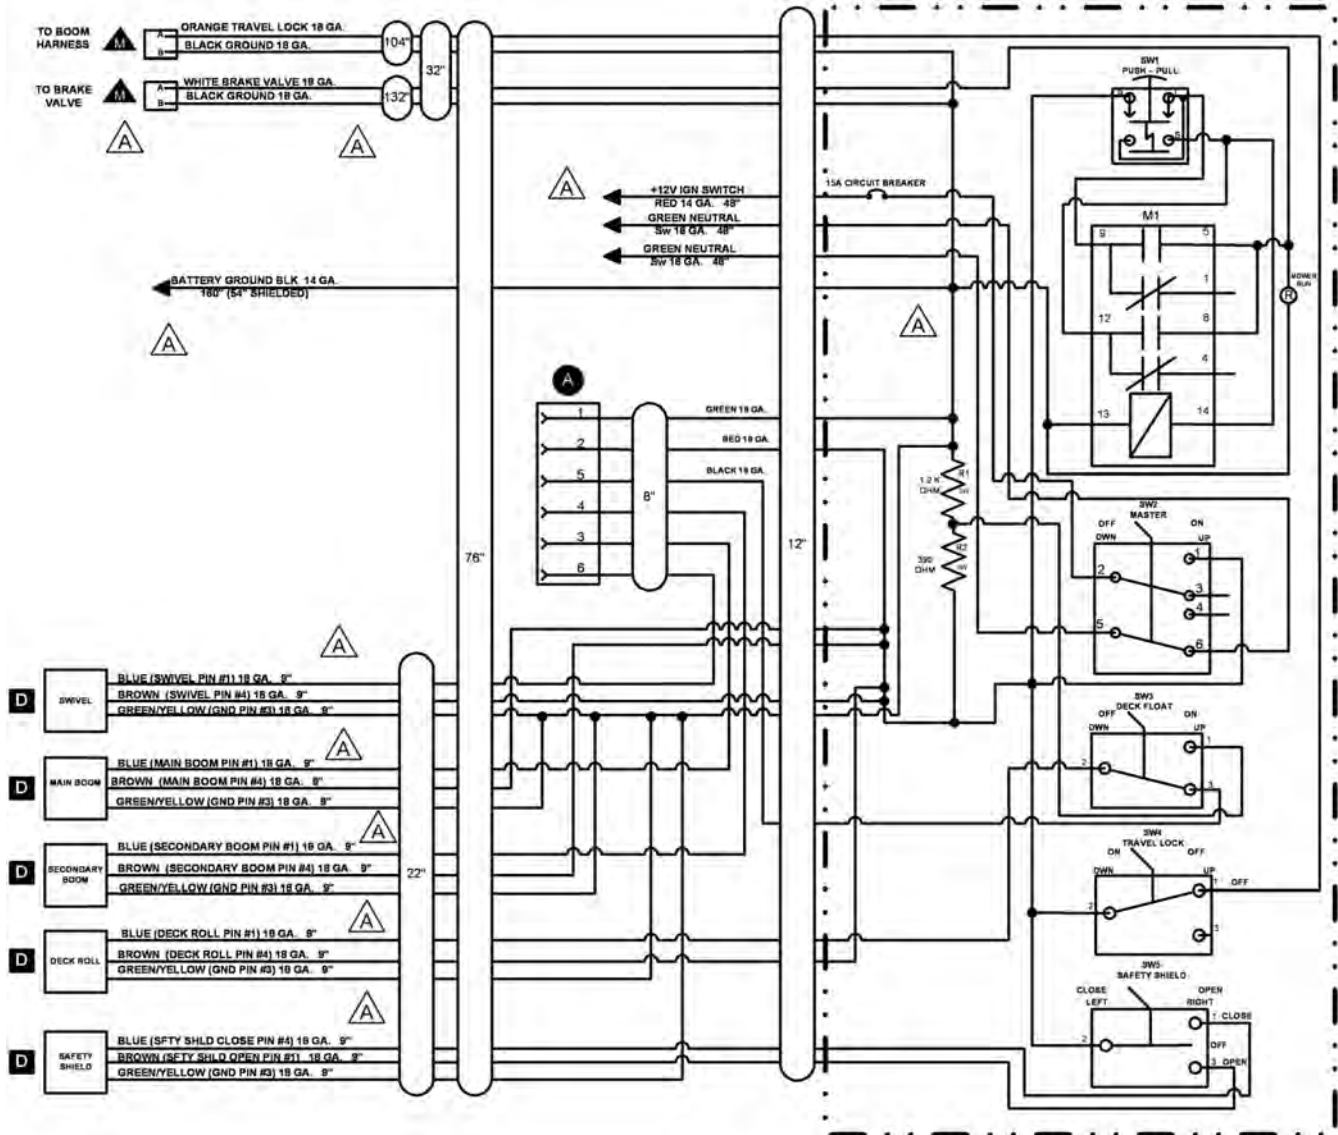 TO BOOM
HARNESS
M
A
B
ORANGE TRAVEL LOCK 18 GA.
BLACK GROUND 18 GA.
104"
32"
TO BRAKE
VALVE
M
A
B
WHITE BRAKE VALVE 18 GA.
BLACK GROUND 18 GA.
132"
A
A
A
+12V IGN SWITCH
RED 14 GA. 48"
GREEN NEUTRAL
Sw 18 GA. 48"
GREEN NEUTRAL
Sw 18 GA. 48"
15A CIRCUIT BREAKER
BATTERY GROUND BLK 14 GA.
160" (54" SHIELDED)
A
A
SW1
PUSH - PULL
M1
9
5
1
12
8
4
13
14
MOWER
RUN
R
A
1
2
5
4
3
6
8"
GREEN 18 GA.
RED 18 GA.
BLACK 18 GA.
76"
12"
1.2 K
OHM
R1
390
OHM
R2
SW2
MASTER
OFF
ON
DWN
UP
1
2
3
4
5
6
SW3
DECK FLOAT
OFF
ON
DWN
UP
1
2
3
SW4
TRAVEL LOCK
ON
OFF
DWN
UP
1
OFF
2
3
SW5
SAFETY SHIELD
CLOSE
OPEN
LEFT
RIGHT
1 CLOSE
2
OFF
3 OPEN
A
D
SWIVEL
BLUE (SWIVEL PIN #1) 18 GA. 9"
BROWN (SWIVEL PIN #4) 18 GA. 9"
GREEN/YELLOW (GND PIN #3) 18 GA. 9"
A
D
MAIN BOOM
BLUE (MAIN BOOM PIN #1) 18 GA. 9"
BROWN (MAIN BOOM PIN #4) 18 GA. 9"
GREEN/YELLOW (GND PIN #3) 18 GA. 9"
A
D
SECONDARY
BOOM
BLUE (SECONDARY BOOM PIN #1) 18 GA. 9"
BROWN (SECONDARY BOOM PIN #4) 18 GA. 9"
GREEN/YELLOW (GND PIN #3) 18 GA. 9"
22"
A
D
DECK ROLL
BLUE (DECK ROLL PIN #1) 18 GA. 9"
BROWN (DECK ROLL PIN #4) 18 GA. 9"
GREEN/YELLOW (GND PIN #3) 18 GA. 9"
A
D
SAFETY
SHIELD
BLUE (SFTY SHLD CLOSE PIN #4) 18 GA. 9"
BROWN (SFTY SHLD OPEN PIN #1) 18 GA. 9"
GREEN/YELLOW (GND PIN #3) 18 GA. 9"